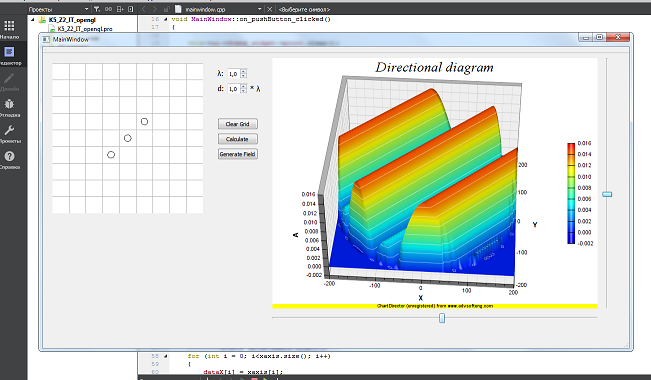 Проекты
mainwindow.cpp
<Выберите символ>
K5_Z2_IT_opengl
K5_Z2_IT_opengl.pro
16 void MainWindow::on_pushButton_clicked()
17 {
Начало
Редактор
Дизайн
Отладка
Проекты
Справка
MainWindow
λ: 1,0
d: 1,0 * λ
Clear Grid
Calculate
Generate Field
Directional diagram
0.016
0.014
0.012
0.010
0.008
0.006
0.004
0.002
0.000
-0.002
A
-200
-100
0
100
200
X
200
100
0
-100
-200
Y
0.016
0.014
0.012
0.010
0.008
0.006
0.004
0.002
0.000
-0.002
ChartDirector (unregistered) from www.advsofteng.com
58 for (int i = 0; i<xaxis.size(); i++)
59 {
60 dataX[i] = xaxis[i];